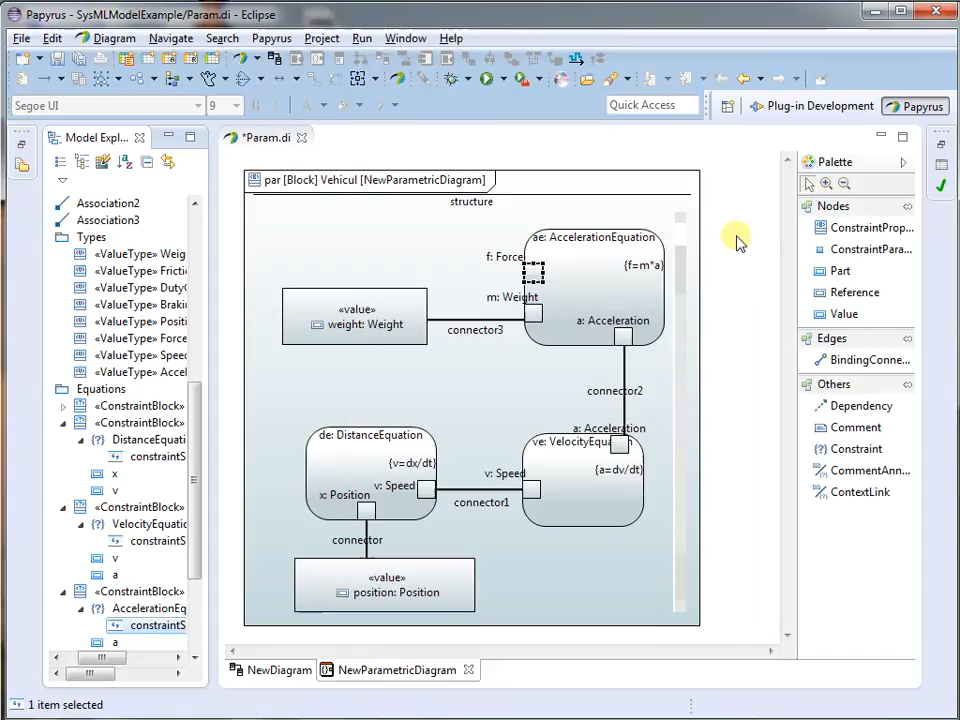 Papyrus - SysMLModelExample/Param.di - Eclipse
File Edit Diagram Navigate Search Papyrus Project Run Window Help
Segoe UI 9 Quick Access Plug-in Development Papyrus
Model Expl...
Association2
Association3
Types
«ValueType» Weig
«ValueType» Frictic
«ValueType» DutyC
«ValueType» Brakin
«ValueType» Positi
«ValueType» Force
«ValueType» Speed
«ValueType» Accel
Equations
«ConstraintBlock»
«ConstraintBlock»
DistanceEquati
constraintS
x
v
«ConstraintBlock»
VelocityEquatic
constraintS
v
a
«ConstraintBlock»
AccelerationEq
constraintS
a
*Param.di
par [Block] Vehicul [NewParametricDiagram]
structure
ae: AccelerationEquation
f: Force
{f=m*a}
m: Weight
«value»
weight: Weight
connector3
a: Acceleration
connector2
a: Acceleration
de: DistanceEquation
{v=dx/dt}
v: Speed
x: Position
connector1
v: Speed
{a=dv/dt}
connector
«value»
position: Position
NewDiagram NewParametricDiagram
Palette
Nodes
ConstraintProp...
ConstraintPara...
Part
Reference
Value
Edges
BindingConne...
Others
Dependency
Comment
Constraint
CommentAnn...
ContextLink
1 item selected